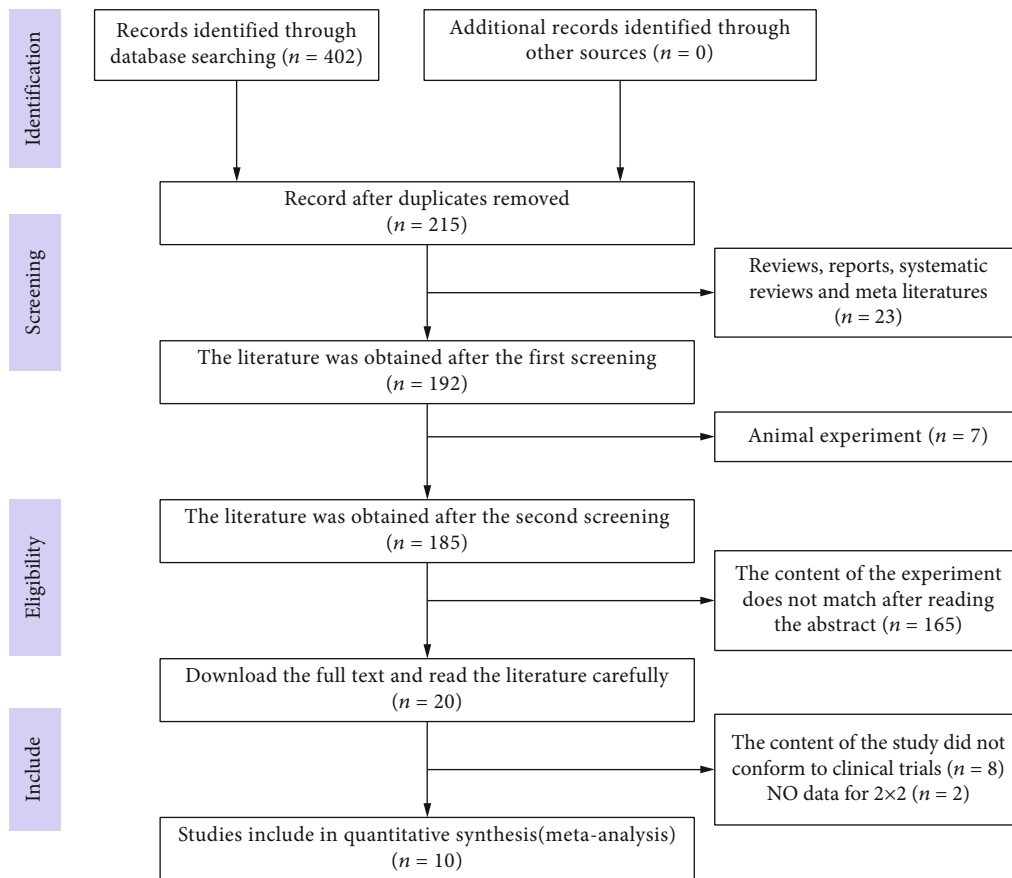 Identification
Records identified through
database searching (n = 402)
Additional records identified through
other sources (n = 0)
Record after duplicates removed
(n = 215)
Screening
Reviews, reports, systematic
reviews and meta literatures
(n = 23)
The literature was obtained after the first screening
(n = 192)
Animal experiment (n = 7)
Eligibility
The literature was obtained after the second screening
(n = 185)
The content of the experiment
does not match after reading
the abstract (n = 165)
Download the full text and read the literature carefully
(n = 20)
Include
The content of the study did not
conform to clinical trials (n = 8)
NO data for 2×2 (n = 2)
Studies include in quantitative synthesis(meta-analysis)
(n = 10)